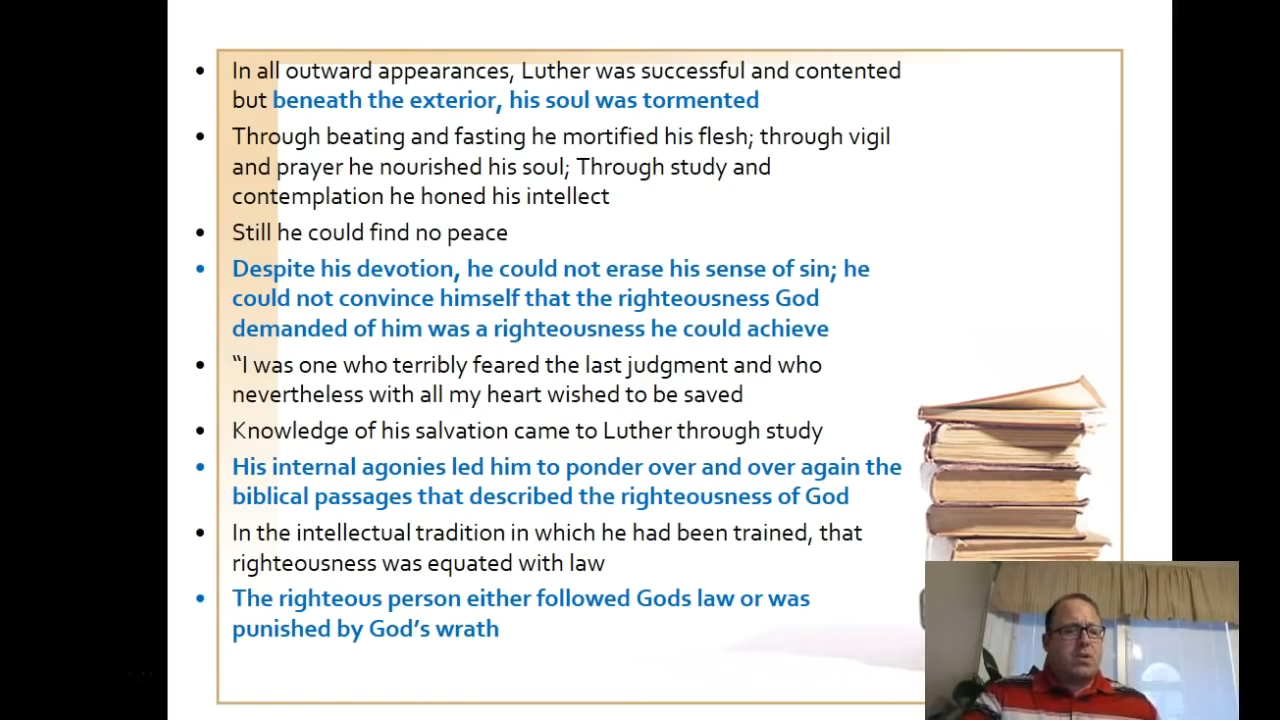 • In all outward appearances, Luther was successful and contented
but beneath the exterior, his soul was tormented
• Through beating and fasting he mortified his flesh; through vigil
and prayer he nourished his soul; Through study and
contemplation he honed his intellect
• Still he could find no peace
• Despite his devotion, he could not erase his sense of sin; he
could not convince himself that the righteousness God
demanded of him was a righteousness he could achieve
• “I was one who terribly feared the last judgment and who
nevertheless with all my heart wished to be saved
• Knowledge of his salvation came to Luther through study
• His internal agonies led him to ponder over and over again the
biblical passages that described the righteousness of God
• In the intellectual tradition in which he had been trained, that
righteousness was equated with law
• The righteous person either followed Gods law or was
punished by God’s wrath